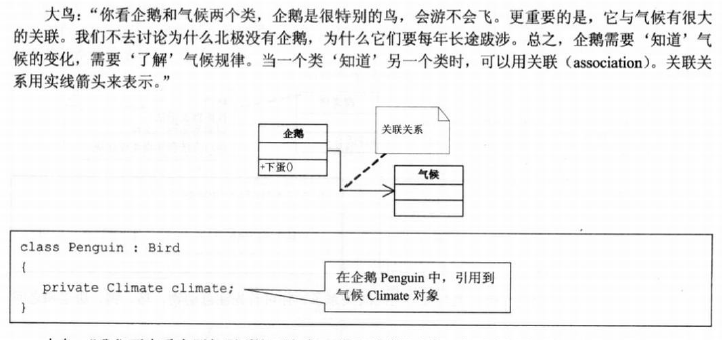 大鸟：“你看企鹅和气候两个类，企鹅是很特别的鸟，会游不会飞。更重要的是，它与气候有很大
的关联。我们不去讨论为什么北极没有企鹅，为什么它们要每年长途跋涉。总之，企鹅需要‘知道’气
候的变化，需要‘了解’气候规律。当一个类‘知道’另一个类时，可以用关联（association）。关联关
系用实线箭头来表示。”
企鹅
+下蛋()
关联关系
气候
class Penguin : Bird
{
private Climate climate;
}
在企鹅 Penguin 中，引用到
气候 Climate 对象